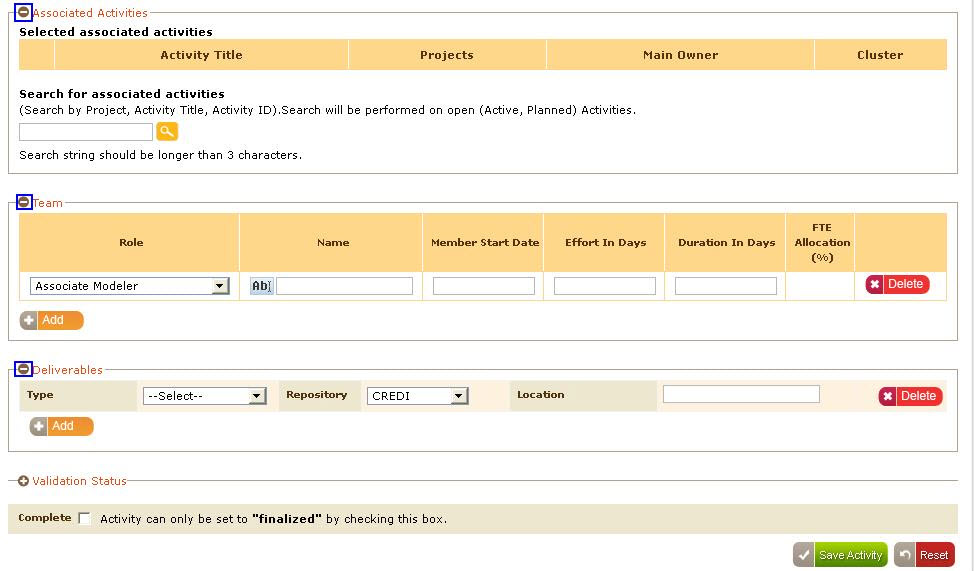 Associated Activities
Selected associated activities
Activity Title Projects Main Owner Cluster
Search for associated activities
(Search by Project, Activity Title, Activity ID).Search will be performed on open (Active, Planned) Activities.
Search string should be longer than 3 characters.
Team
Role Name Member Start Date Effort In Days Duration In Days FTE Allocation (%)
Associate Modeler Ab Delete
Add
Deliverables
Type --Select-- Repository CREDI Location Delete
Add
Validation Status
Complete Activity can only be set to "finalized" by checking this box.
Save Activity Reset